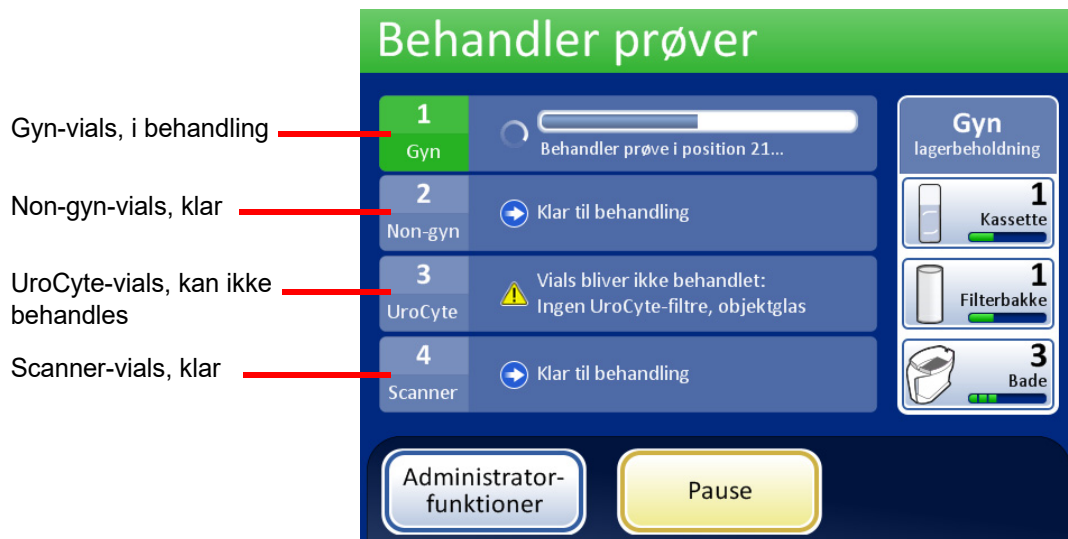 Behandler prøver
Gyn-vials, i behandling
1
Gyn
Behandler prøve i position 21...
Non-gyn-vials, klar
2
Non-gyn
Klar til behandling
UroCyte-vials, kan ikke
behandles
3
UroCyte
Vials bliver ikke behandlet:
Ingen UroCyte-filtre, objektglas
Scanner-vials, klar
4
Scanner
Klar til behandling
Gyn
lagerbeholdning
1
Kassette
1
Filterbakke
3
Bade
Administrator-
funktioner
Pause